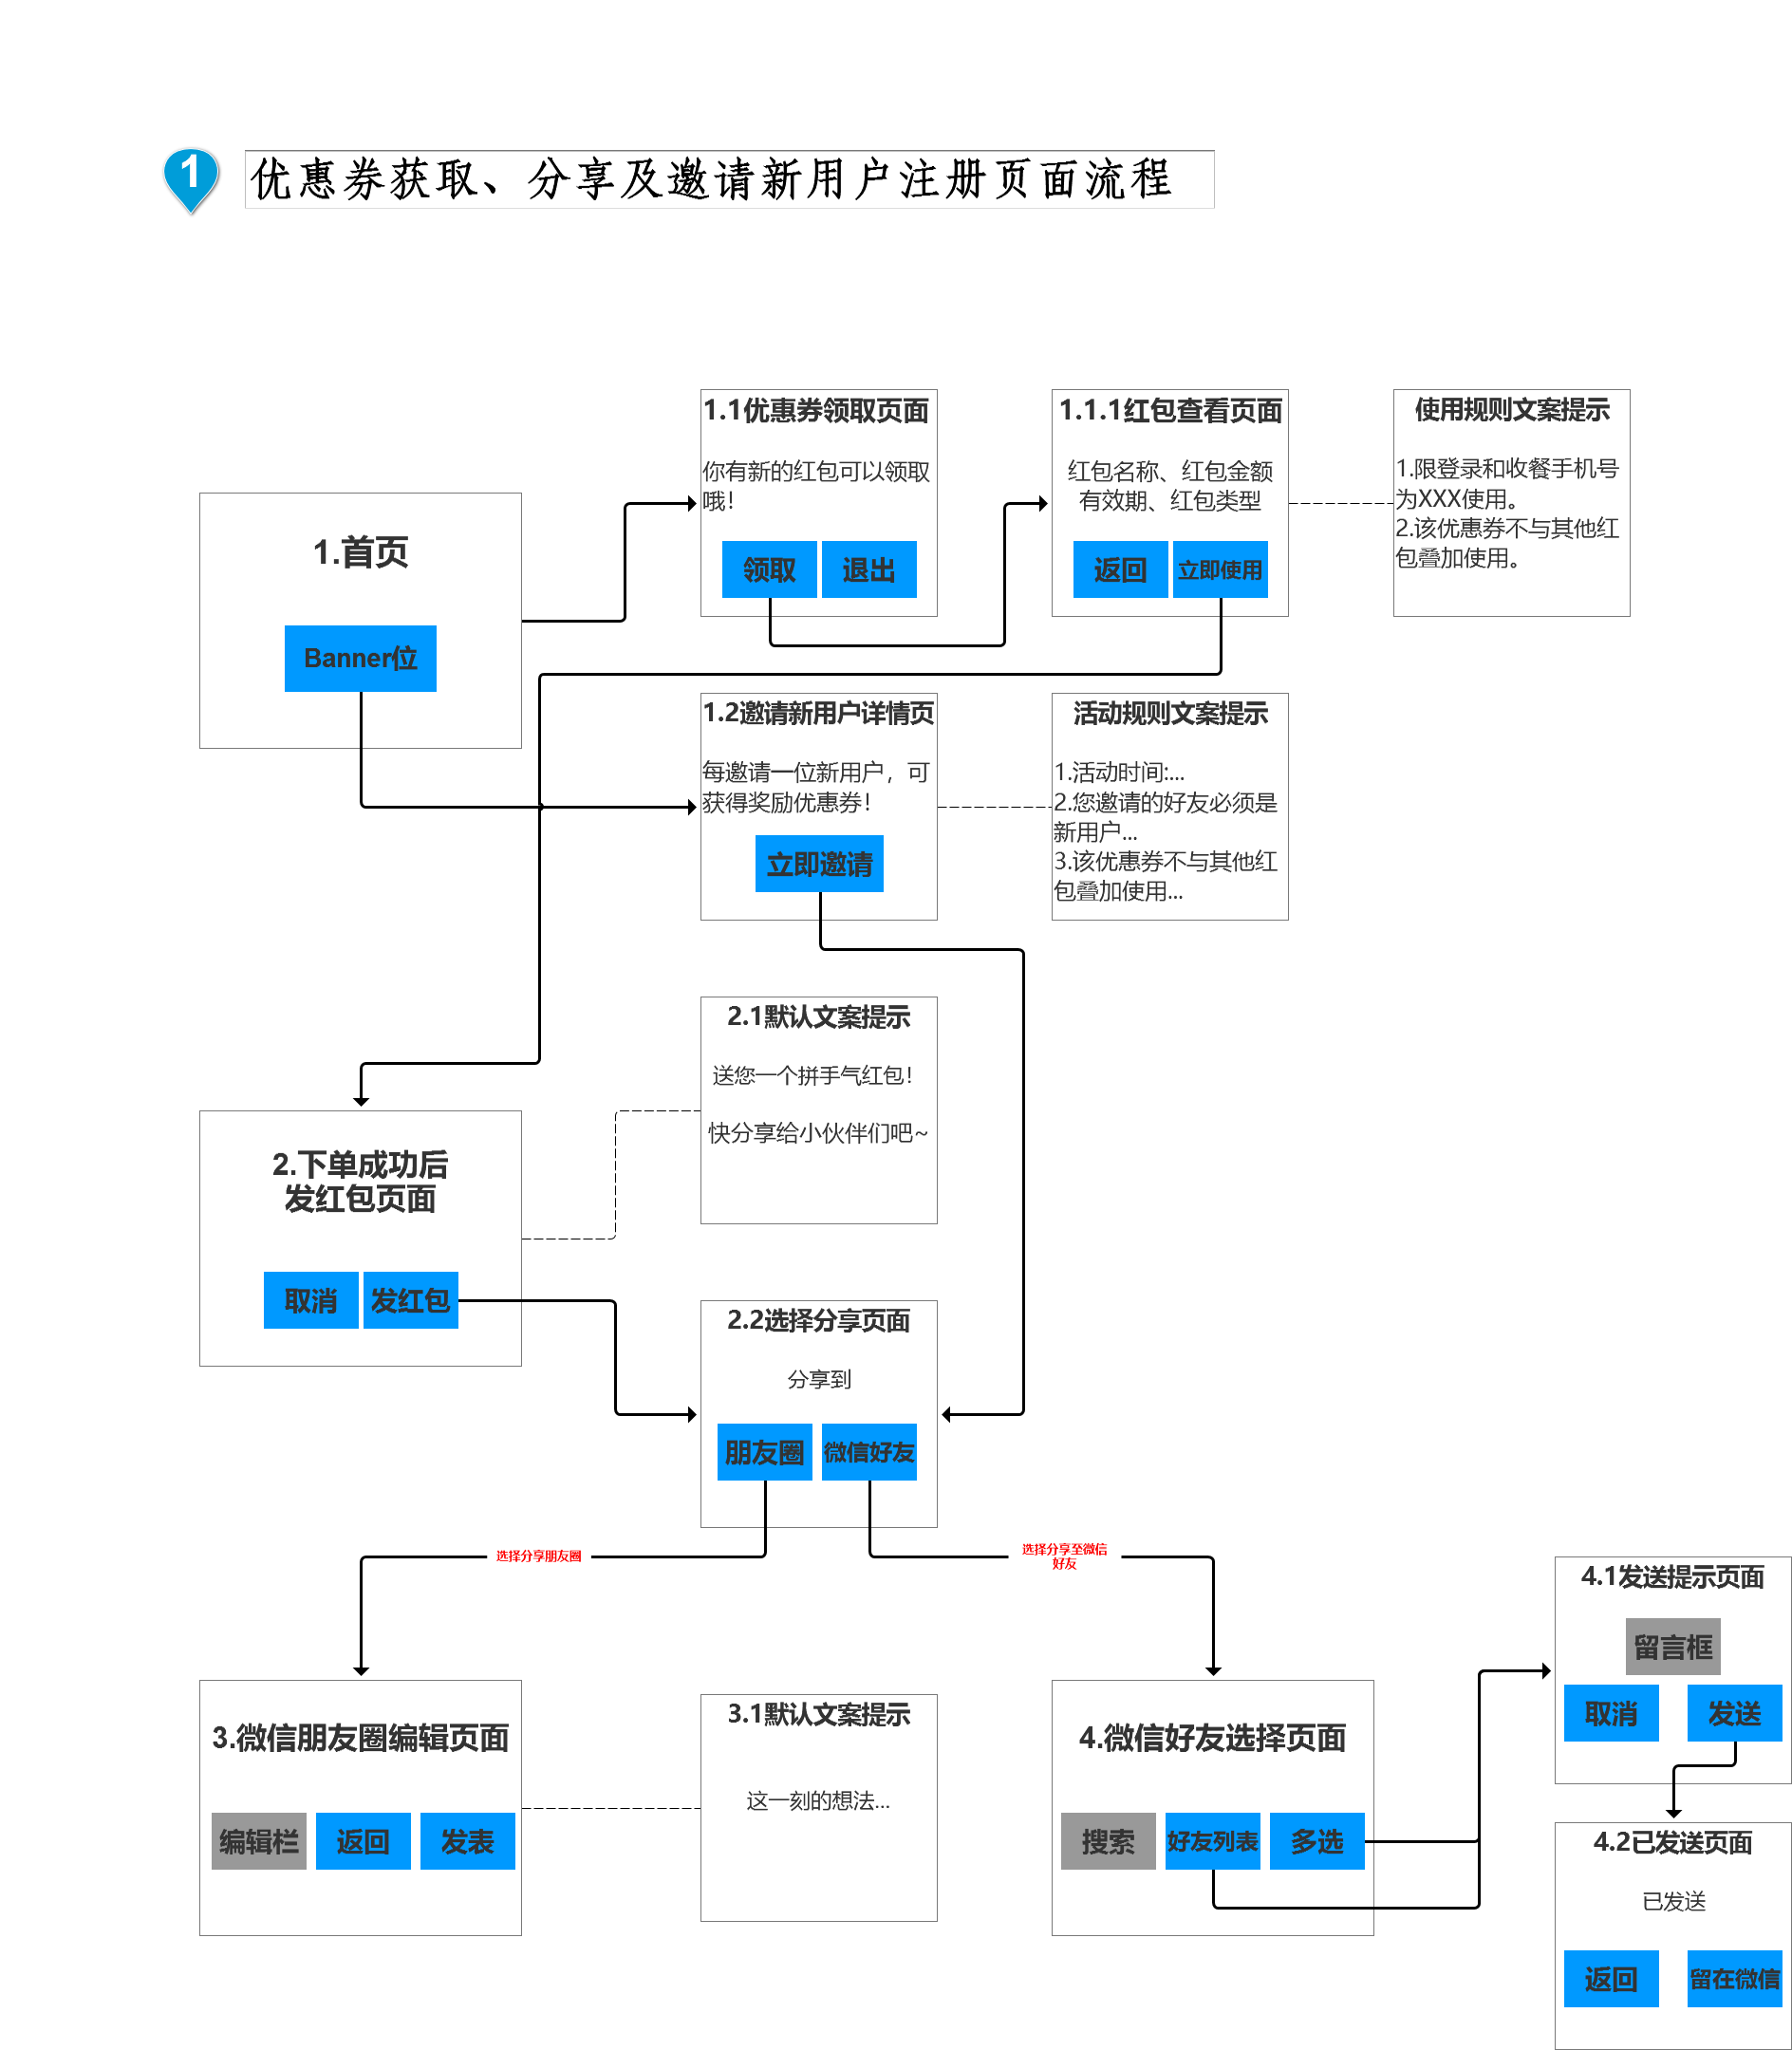 1
优惠券获取、分享及邀请新用户注册页面流程
1.首页
Banner位
1.1优惠券领取页面
你有新的红包可以领取
哦！
领取
退出
1.1.1红包查看页面
红包名称、红包金额
有效期、红包类型
返回
立即使用
使用规则文案提示
1.限登录和收餐手机号
为XXX使用。
2.该优惠券不与其他红
包叠加使用。
1.2邀请新用户详情页
每邀请一位新用户，可
获得奖励优惠券！
立即邀请
活动规则文案提示
1.活动时间:...
2.您邀请的好友必须是
新用户...
3.该优惠券不与其他红
包叠加使用...
2.下单成功后
发红包页面
取消
发红包
2.1默认文案提示
送您一个拼手气红包！
快分享给小伙伴们吧~
2.2选择分享页面
分享到
朋友圈
微信好友
选择分享朋友圈
选择分享至微信
好友
3.微信朋友圈编辑页面
编辑栏
返回
发表
3.1默认文案提示
这一刻的想法...
4.微信好友选择页面
搜索
好友列表
多选
4.1发送提示页面
留言框
取消
发送
4.2已发送页面
已发送
返回
留在微信